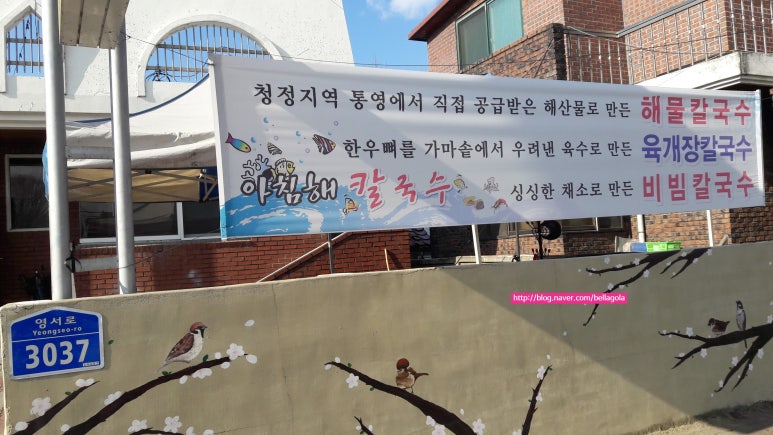 청정지역 통영에서 직접 공급받은 해산물로 만든 해물칼국수
한우뼈를 가마솥에서 우려낸 육수로 만든 육개장칼국수
아침해 칼국수 싱싱한 채소로 만든 비빔칼국수
http://blog.naver.com/bellagola
영서로
Yeongseo-ro
3037